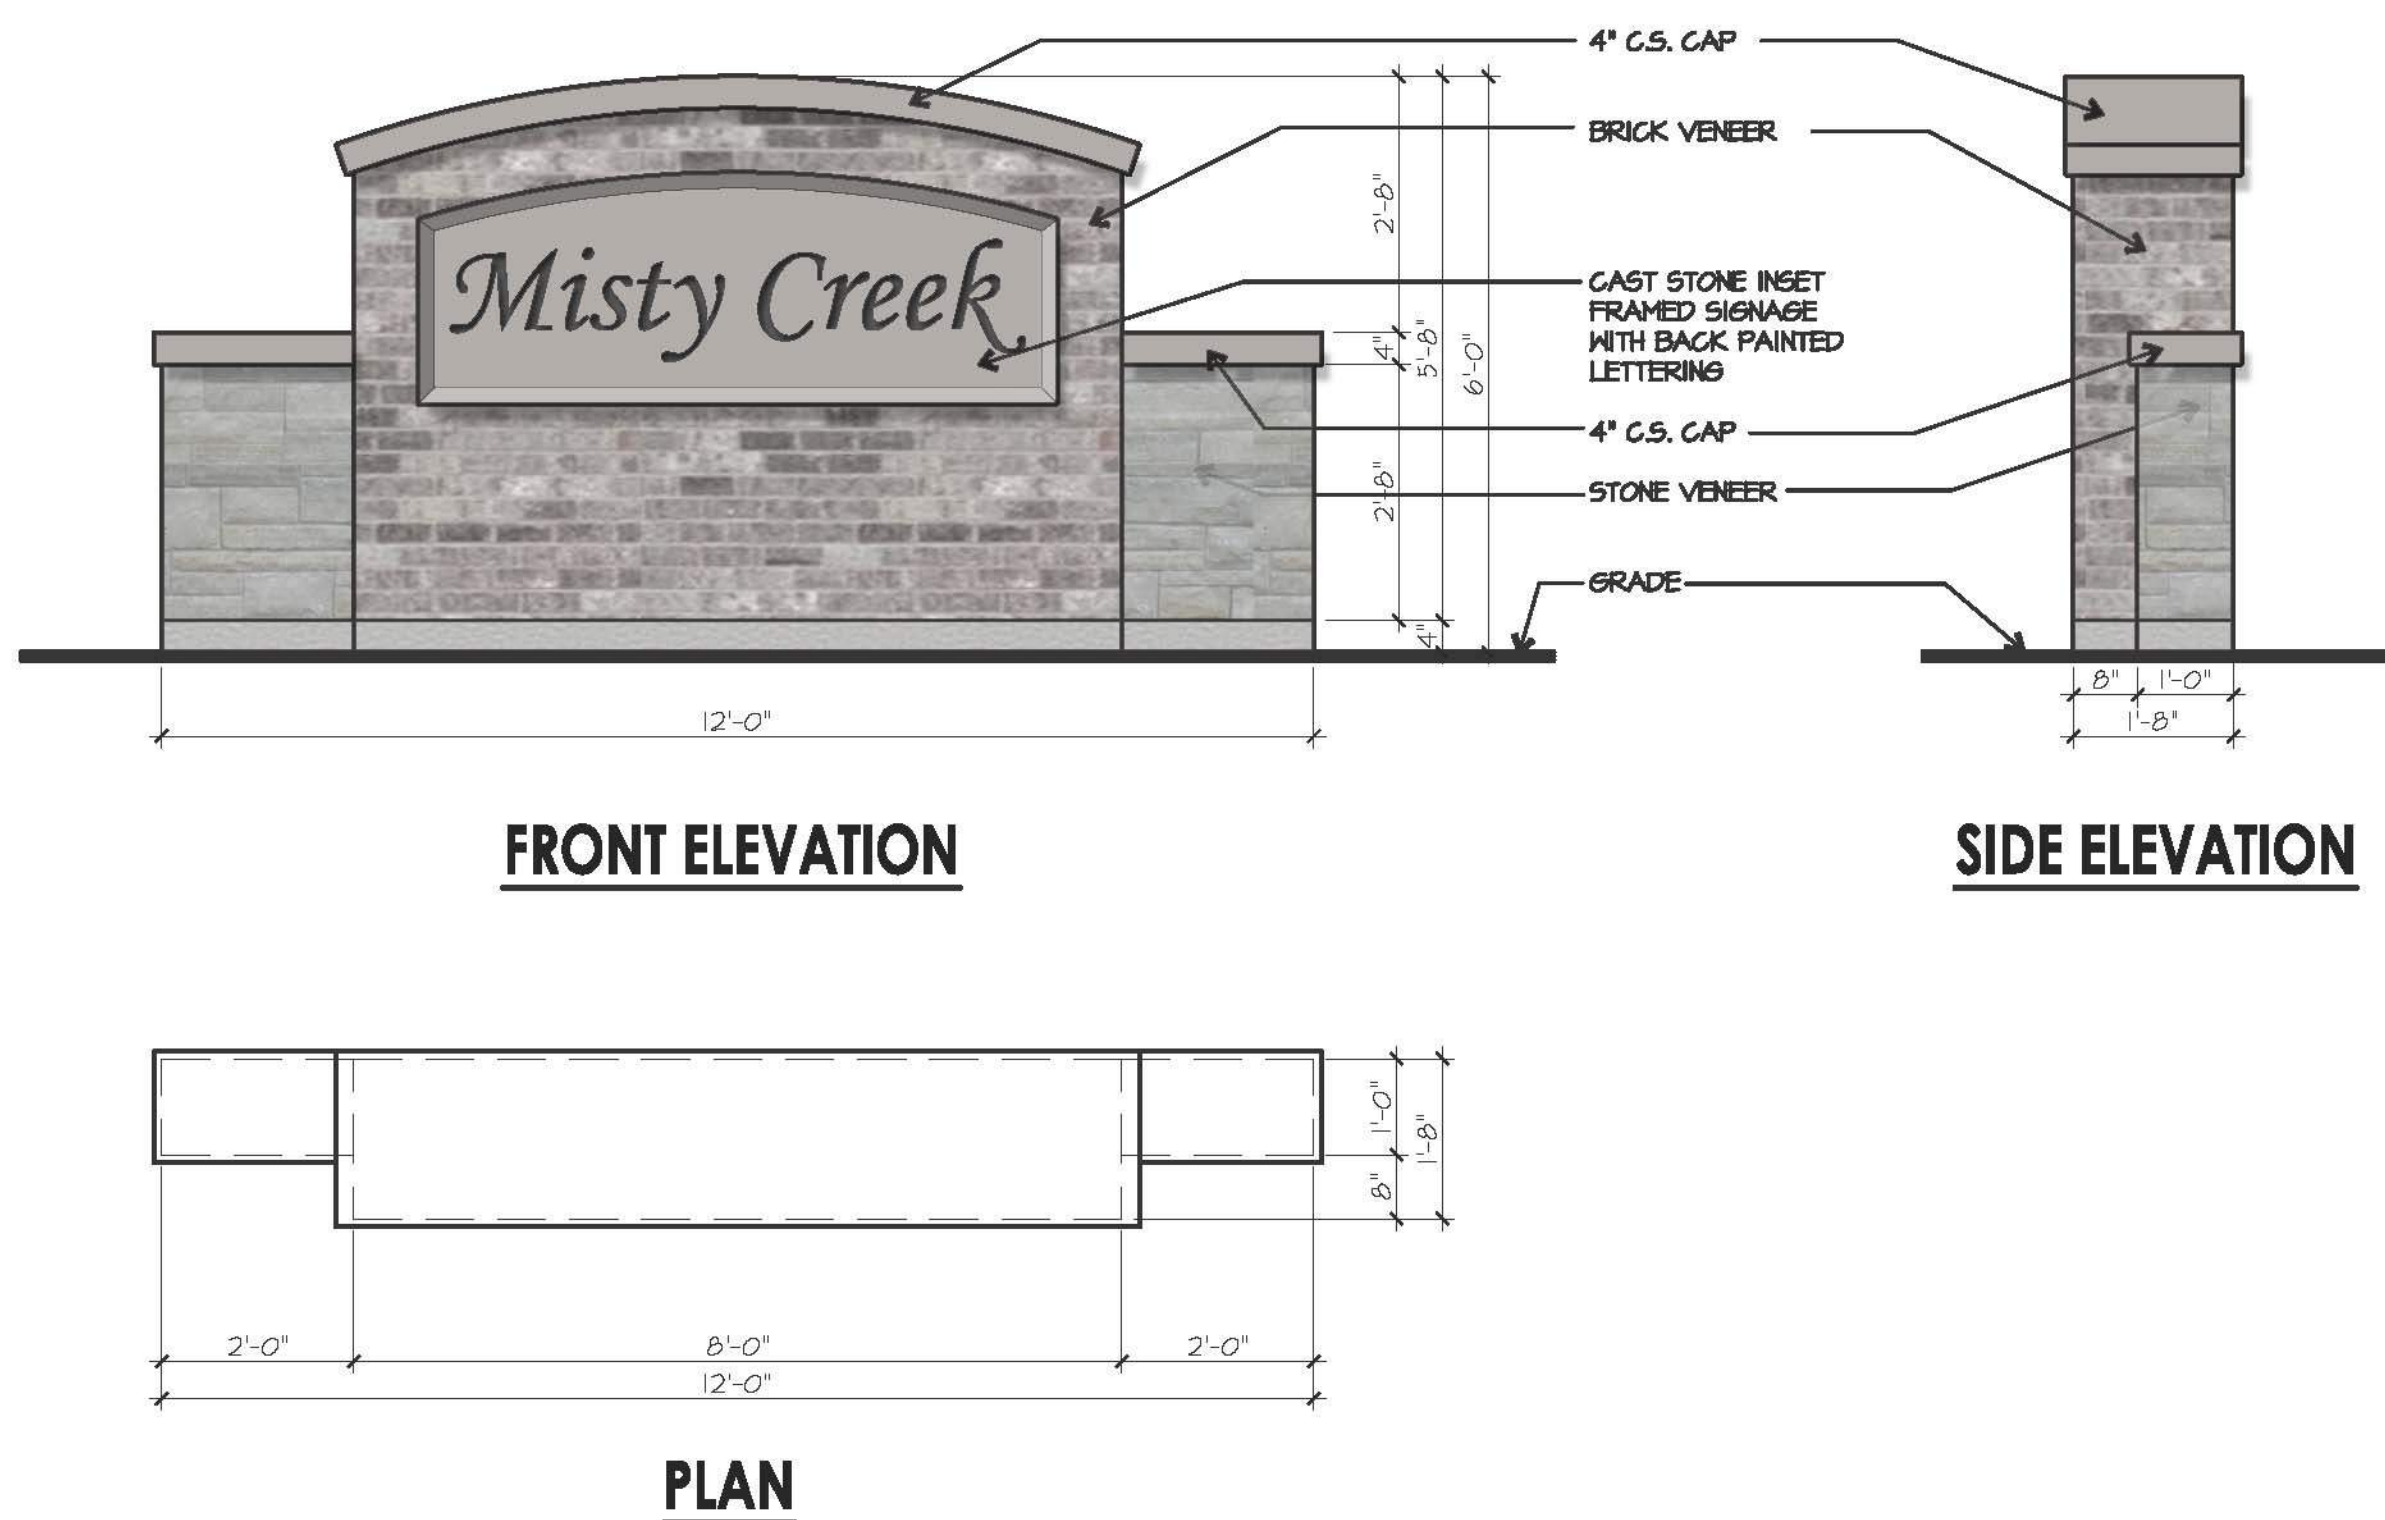 4" C.S. CAP
BRICK VENEER
2'-8"
Misty Creek
CAST STONE INSET
FRAMED SIGNAGE
WITH BACK PAINTED
LETTERING
4"
5'-8"
6'-0"
4" C.S. CAP
2'-8"
STONE VENEER
GRADE
4"
8"
1'-0"
1'-8"
12'-0"
FRONT ELEVATION
SIDE ELEVATION
1'-0"
1'-8"
8"
2'-0"
8'-0"
2'-0"
12'-0"
PLAN